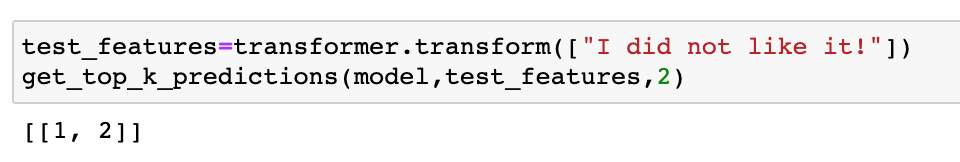 test_features=transformer.transform(["I did not like it!"])
get_top_k_predictions(model,test_features,2)
[[1, 2]]